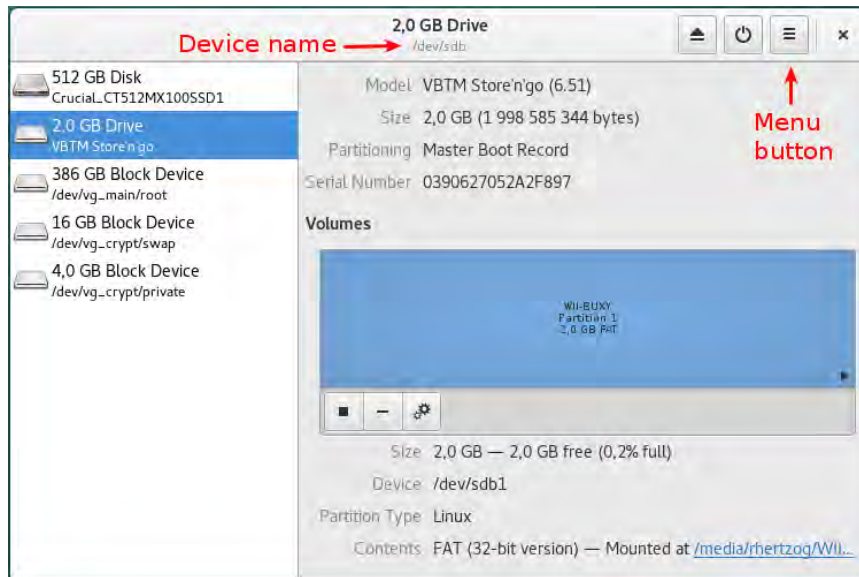 2,0 GB Drive
Device name
/dev/sdb
Menu
button
512 GB Disk
Crucial_CT512MX100SSD1
2,0 GB Drive
VBTM Store'n'go
386 GB Block Device
/dev/vg_main/root
16 GB Block Device
/dev/vg_crypt/swap
4,0 GB Block Device
/dev/vg_crypt/private
Model VBTM Store'n'go (6.51)
Size 2,0 GB (1 998 585 344 bytes)
Partitioning Master Boot Record
Serial Number 0390627052A2F897
Volumes
WII-BUXY
Partition 1
2,0 GB FAT
Size 2,0 GB — 2,0 GB free (0,2% full)
Device /dev/sdb1
Partition Type Linux
Contents FAT (32-bit version) — Mounted at /media/rhertzog/WII...